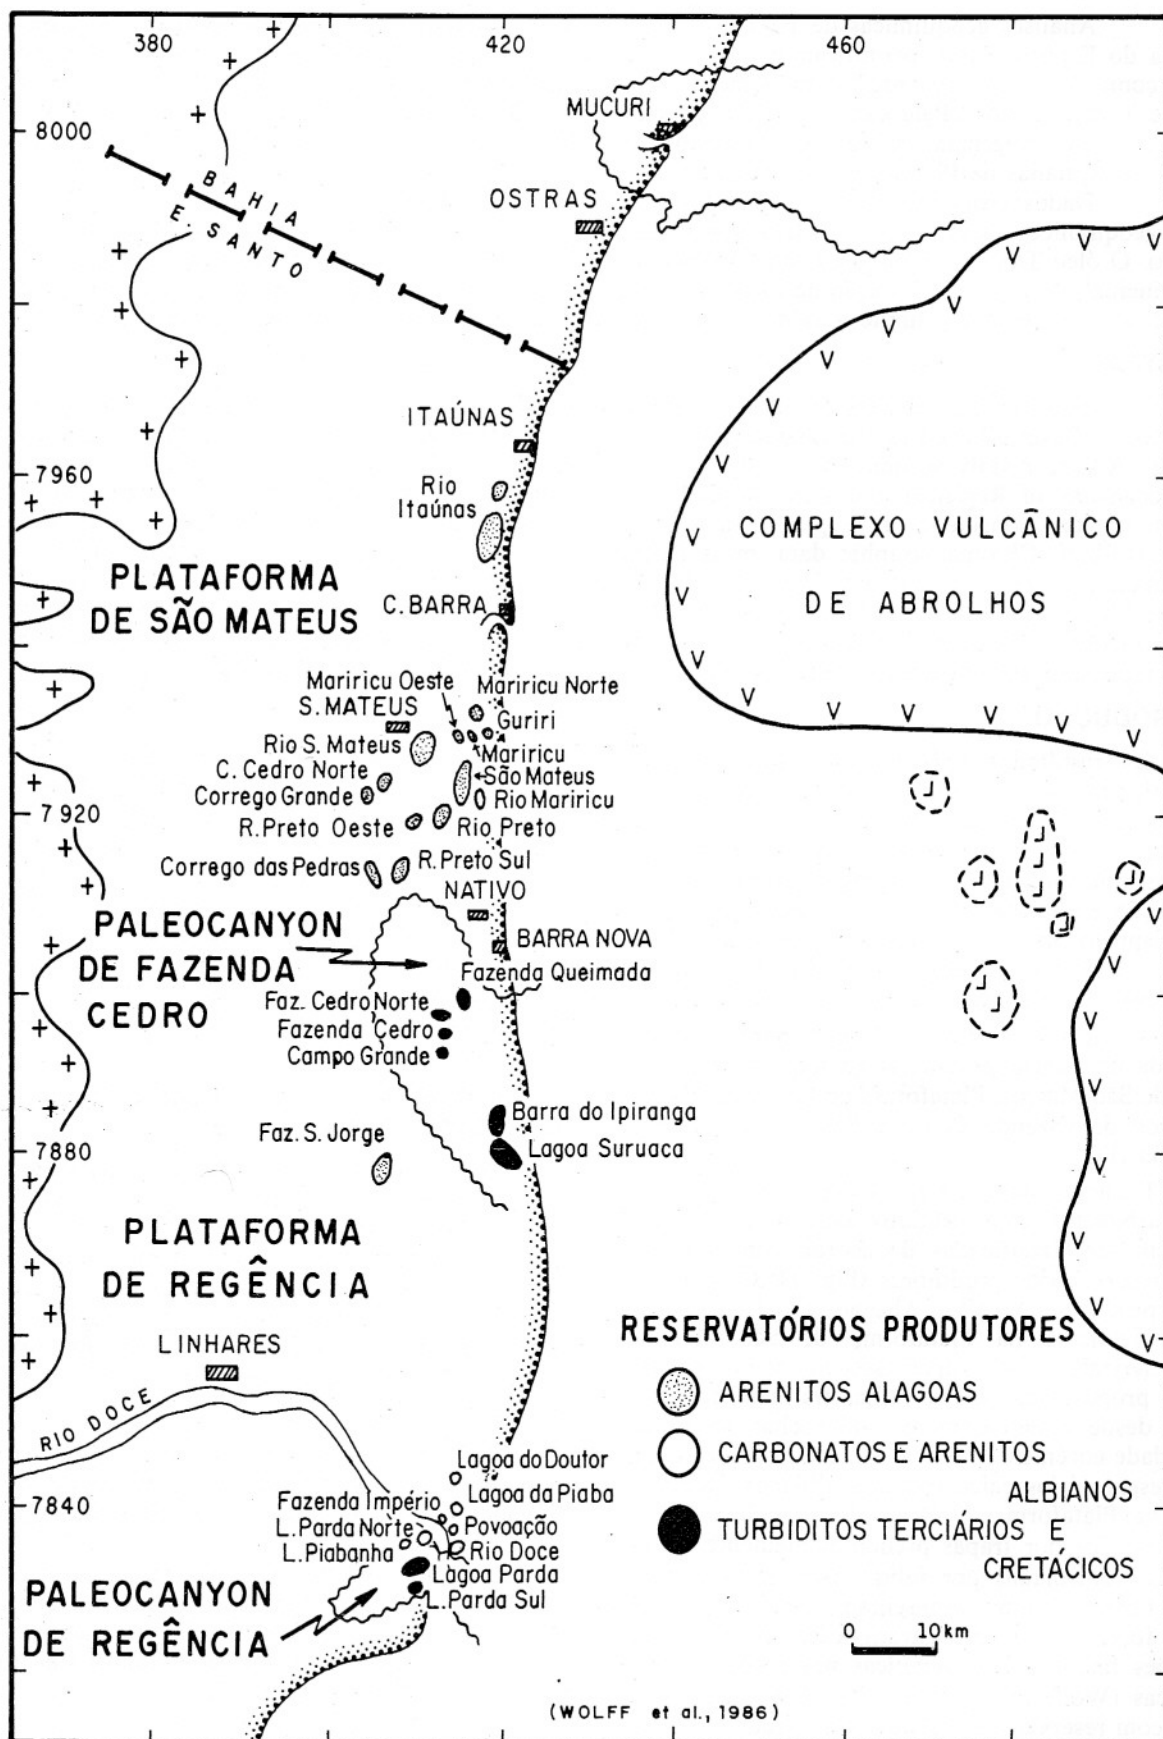 380
420
460
MUCURI
8000
BAHIA
E. SANTO
OSTRAS
ITAÚNAS
7960
Rio
Itaúnas
COMPLEXO VULCÂNICO
DE ABROLHOS
PLATAFORMA
DE SÃO MATEUS
C. BARRA
Mariricu Oeste
Mariricu Norte
S. MATEUS
Guriri
Rio S. Mateus
Mariricu
C. Cedro Norte
São Mateus
Corrego Grande
Rio Mariricu
7920
R. Preto Oeste
Rio Preto
Corrego das Pedras
R. Preto Sul
NATIVO
PALEOCANYON
DE FAZENDA
CEDRO
BARRA NOVA
Fazenda Queimada
Faz. Cedro Norte
Fazenda Cedro
Campo Grande
Barra do Ipiranga
Faz. S. Jorge
Lagoa Suruaca
7880
PLATAFORMA
DE REGÊNCIA
LINHARES
RIO DOCE
RESERVATÓRIOS PRODUTORES
ARENITOS ALAGOAS
CARBONATOS E ARENITOS
ALBIANOS
TURBIDITOS TERCIÁRIOS E
CRETÁCICOS
Lagoa do Doutor
Lagoa da Piaba
7840
Fazenda Império
L. Parda Norte
Povoação
L. Piabanha
Rio Doce
Lagoa Parda
L. Parda Sul
PALEOCANYON
DE REGÊNCIA
0 10 km
(WOLFF et al., 1986)